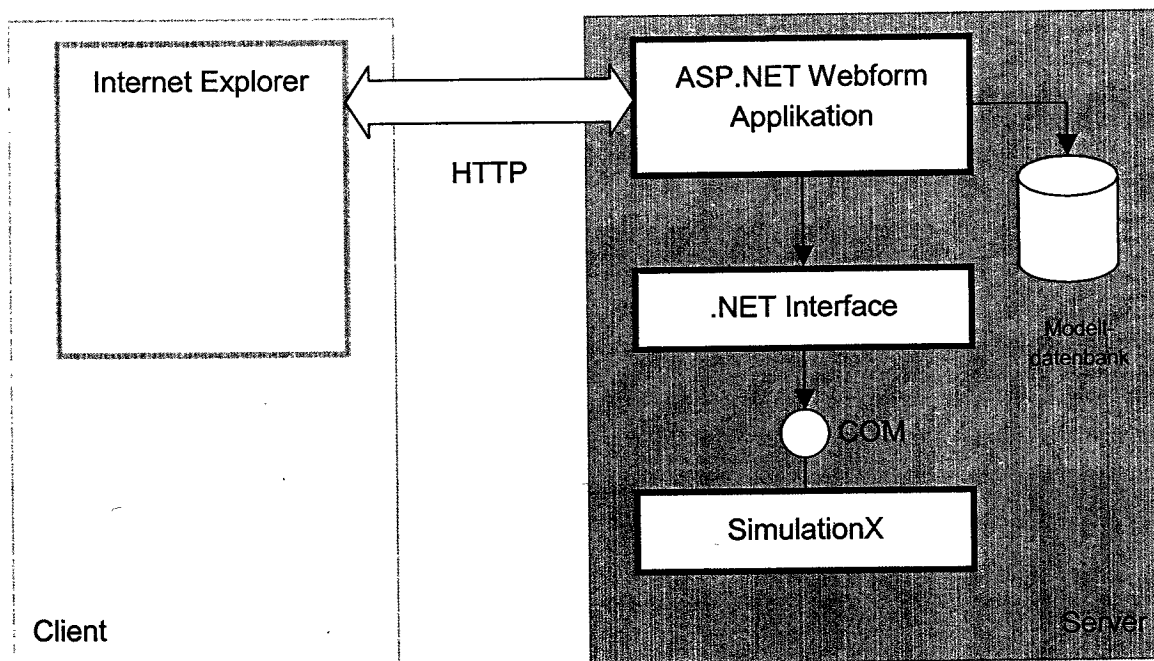 Internet Explorer
HTTP
ASP.NET Webform
Applikation
.NET Interface
Modell-
datenbank
COM
SimulationX
Client
Server